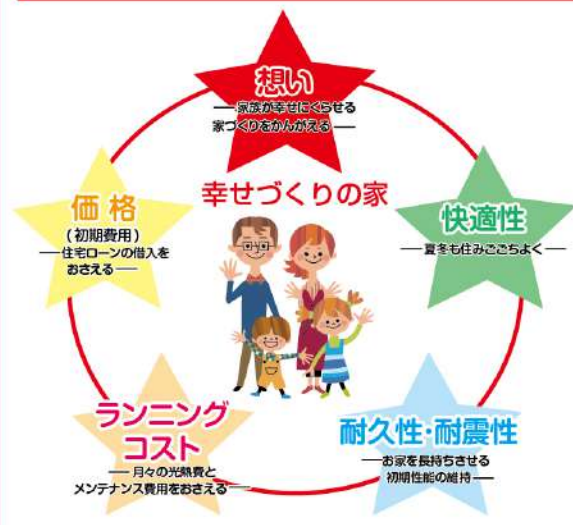 想い
―家族が幸せにくらせる
家づくりをかんがえる―
幸せづくりの家
価格
(初期費用)
―住宅ローンの借入を
おさえる―
快適性
―夏冬も住みごこちよく―
ランニング
コスト
―月々の光熱費と
メンテナンス費用をおさえる―
耐久性・耐震性
―お家を長持ちさせる
初期性能の維持―